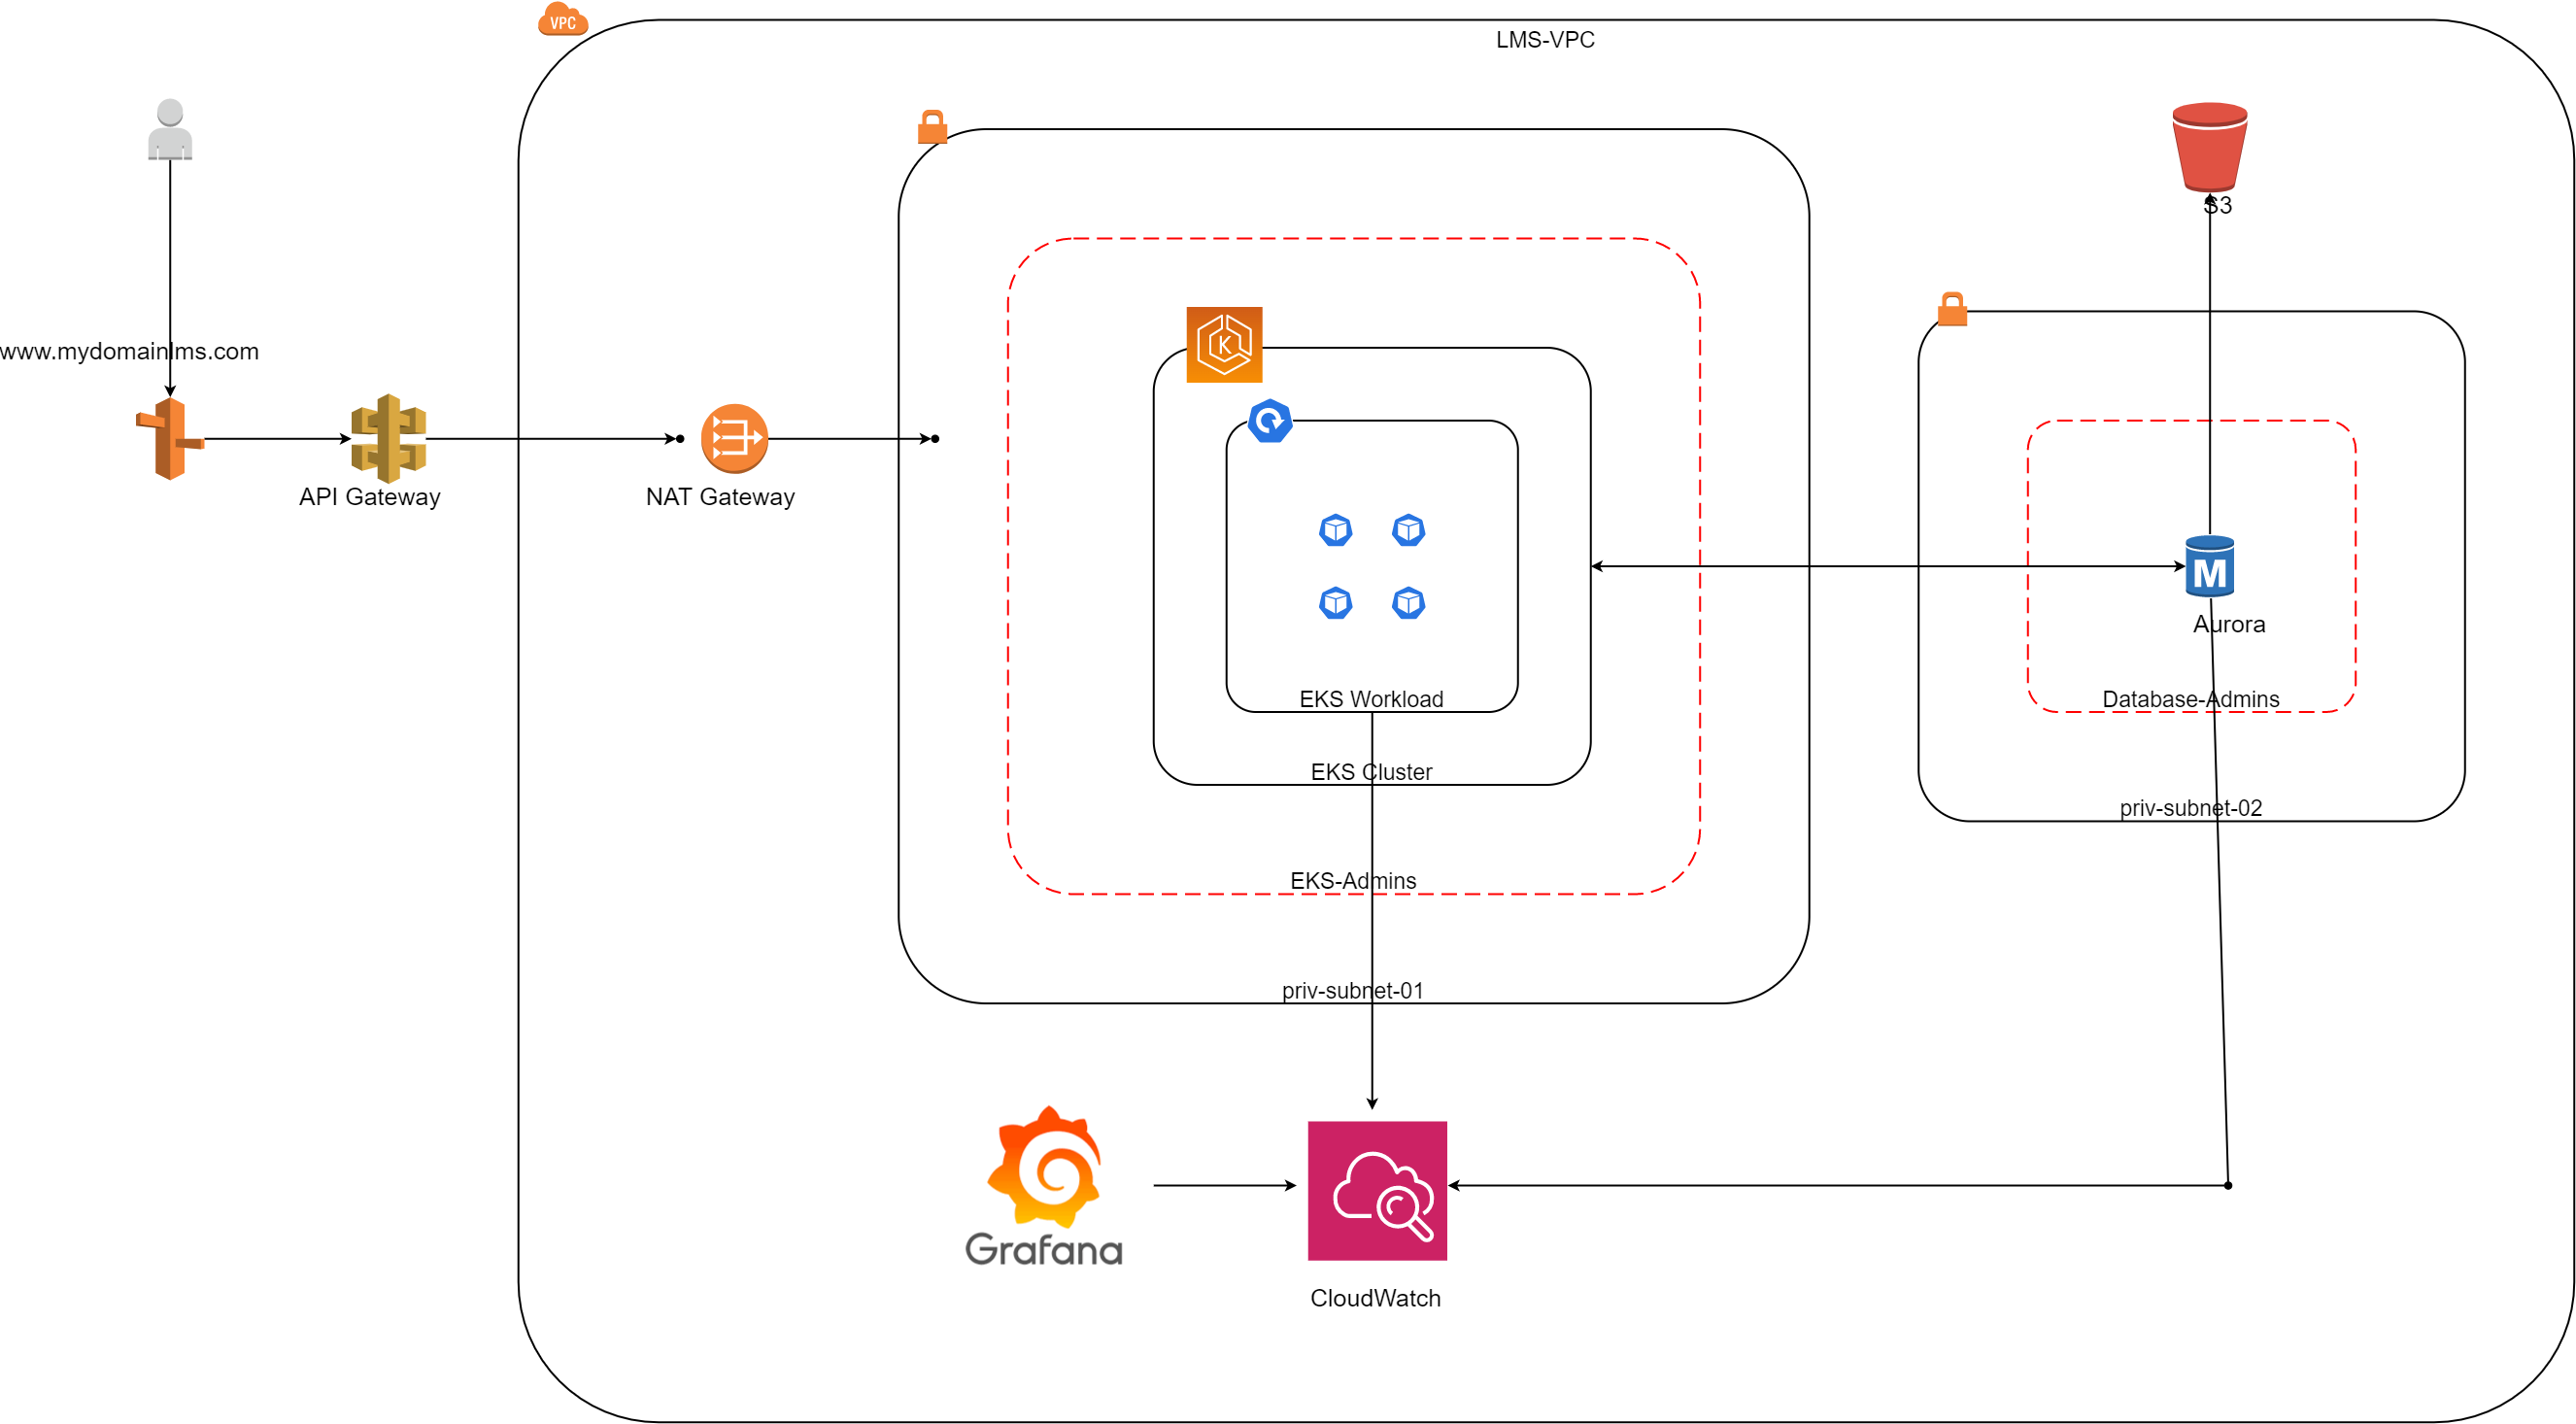 VPC
LMS-VPC
S3
www.mydomainlms.com
K
API Gateway
NAT Gateway
M
Aurora
EKS Workload
Database-Admins
EKS Cluster
priv-subnet-02
EKS-Admins
priv-subnet-01
Grafana
CloudWatch